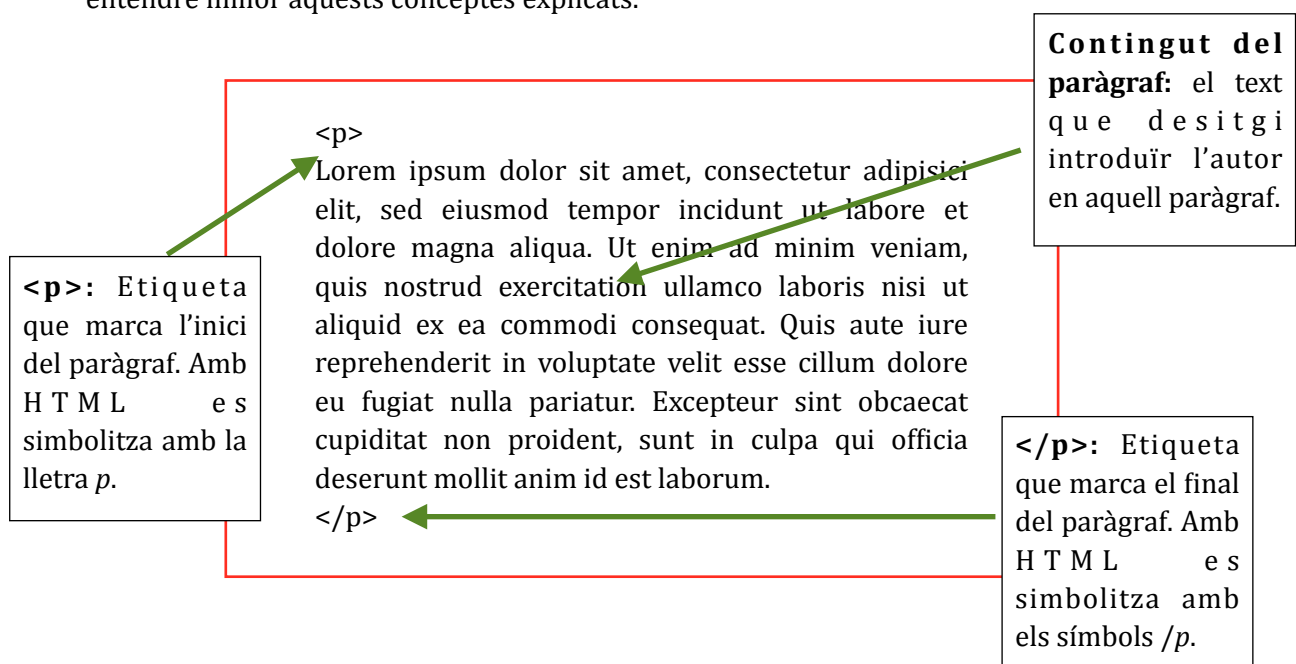 entendre millor aquests conceptes explicats.
Contingut del
paràgraf: el text
que desitgi
introduïr l'autor
en aquell paràgraf.
<p>
Lorem ipsum dolor sit amet, consectetur adipisici
elit, sed eiusmod tempor incidunt ut labore et
dolore magna aliqua. Ut enim ad minim veniam,
quis nostrud exercitation ullamco laboris nisi ut
aliquid ex ea commodi consequat. Quis aute iure
reprehenderit in voluptate velit esse cillum dolore
eu fugiat nulla pariatur. Excepteur sint obcaecat
cupiditat non proident, sunt in culpa qui officia
deserunt mollit anim id est laborum.
</p>
<p>: Etiqueta
que marca l'inici
del paràgraf. Amb
HTML es
simbolitza amb la
lletra p.
</p>: Etiqueta
que marca el final
del paràgraf. Amb
HTML es
simbolitza amb
els símbols /p.